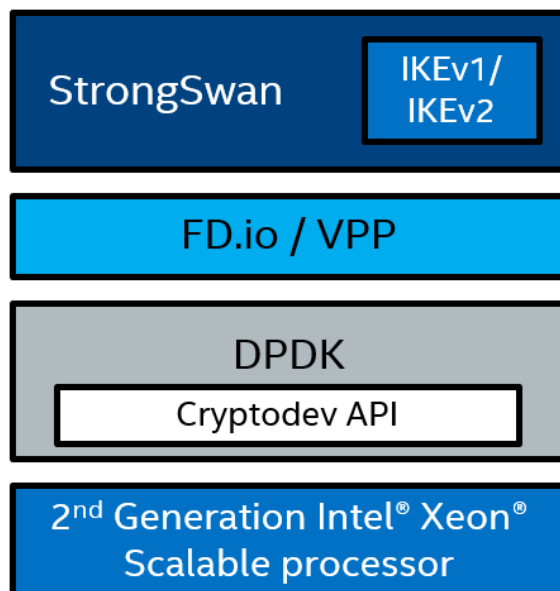 StrongSwan
IKEv1/
IKEv2
FD.io / VPP
DPDK
Cryptodev API
2nd Generation Intel® Xeon®
Scalable processor